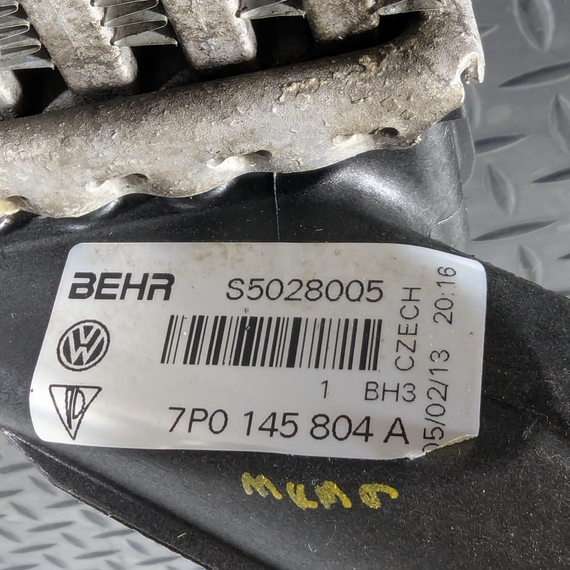 BEHR S5028005
1 BH3
7P0 145 804 A
CZECH
05/02/13 20:16